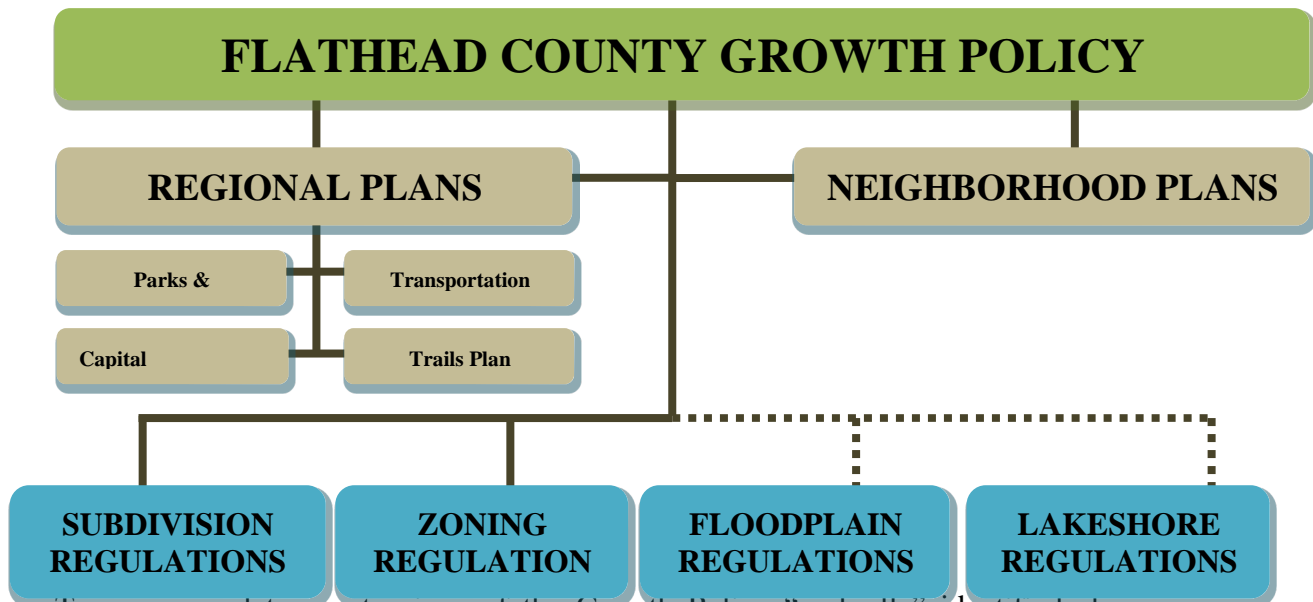 FLATHEAD COUNTY GROWTH POLICY
REGIONAL PLANS
NEIGHBORHOOD PLANS
Parks &
Transportation
Capital
Trails Plan
SUBDIVISION
REGULATIONS
ZONING
REGULATION
FLOODPLAIN
REGULATIONS
LAKESHORE
REGULATIONS